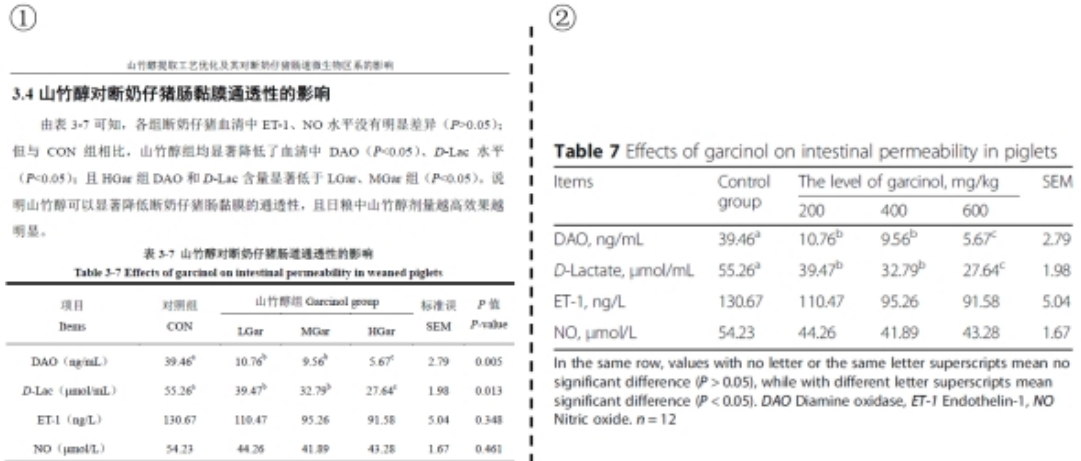 ①
山竹醇提取工艺优化及其对断奶仔猪肠道微生物区系的影响
3.4 山竹醇对断奶仔猪肠黏膜通透性的影响
由表 3-7 可知，各组断奶仔猪血清中 ET-1、NO 水平没有明显差异（P>0.05）；
但与 CON 组相比，山竹醇组均显著降低了血清中 DAO（P<0.05）、D-Lac 水平
（P<0.05）；且 HGar 组 DAO 和 D-Lac 含量显著低于 LGar、MGar 组（P<0.05）。说
明山竹醇可以显著降低断奶仔猪肠黏膜的通透性，且日粮中山竹醇剂量越高效果越
明显。
表 3-7 山竹醇对断奶仔猪肠道通透性的影响
Table 3-7 Effects of garcinol on intestinal permeability in weaned piglets
项目 对照组 山竹醇组 Garcinol group 标准误 P 值
Items CON LGar MGar HGar SEM P-value
DAO（ng/mL） 39.46a 10.76b 9.56b 5.67c 2.79 0.005
D-Lac（μmol/mL） 55.26a 39.47b 32.79b 27.64c 1.98 0.013
ET-1（ng/L） 130.67 110.47 95.26 91.58 5.04 0.348
NO（μmol/L） 54.23 44.26 41.89 43.28 1.67 0.461
②
Table 7 Effects of garcinol on intestinal permeability in piglets
Items Control group The level of garcinol, mg/kg SEM
200 400 600
DAO, ng/mL 39.46a 10.76b 9.56b 5.67c 2.79
D-Lactate, μmol/mL 55.26a 39.47b 32.79b 27.64c 1.98
ET-1, ng/L 130.67 110.47 95.26 91.58 5.04
NO, μmol/L 54.23 44.26 41.89 43.28 1.67
In the same row, values with no letter or the same letter superscripts mean no
significant difference (P > 0.05), while with different letter superscripts mean
significant difference (P < 0.05). DAO Diamine oxidase, ET-1 Endothelin-1, NO
Nitric oxide. n = 12